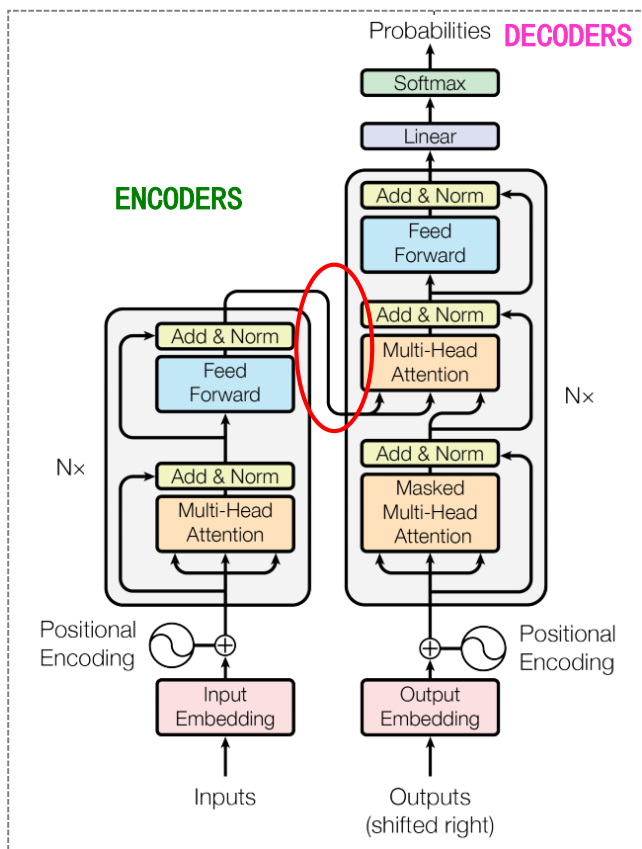 Probabilities
DECODERS
Softmax
Linear
ENCODERS
Add & Norm
Feed
Forward
Add & Norm
Multi-Head
Attention
Nx
Add & Norm
Masked
Multi-Head
Attention
Add & Norm
Feed
Forward
Nx
Add & Norm
Multi-Head
Attention
Positional
Encoding
Positional
Encoding
Input
Embedding
Output
Embedding
Inputs
Outputs
(shifted right)